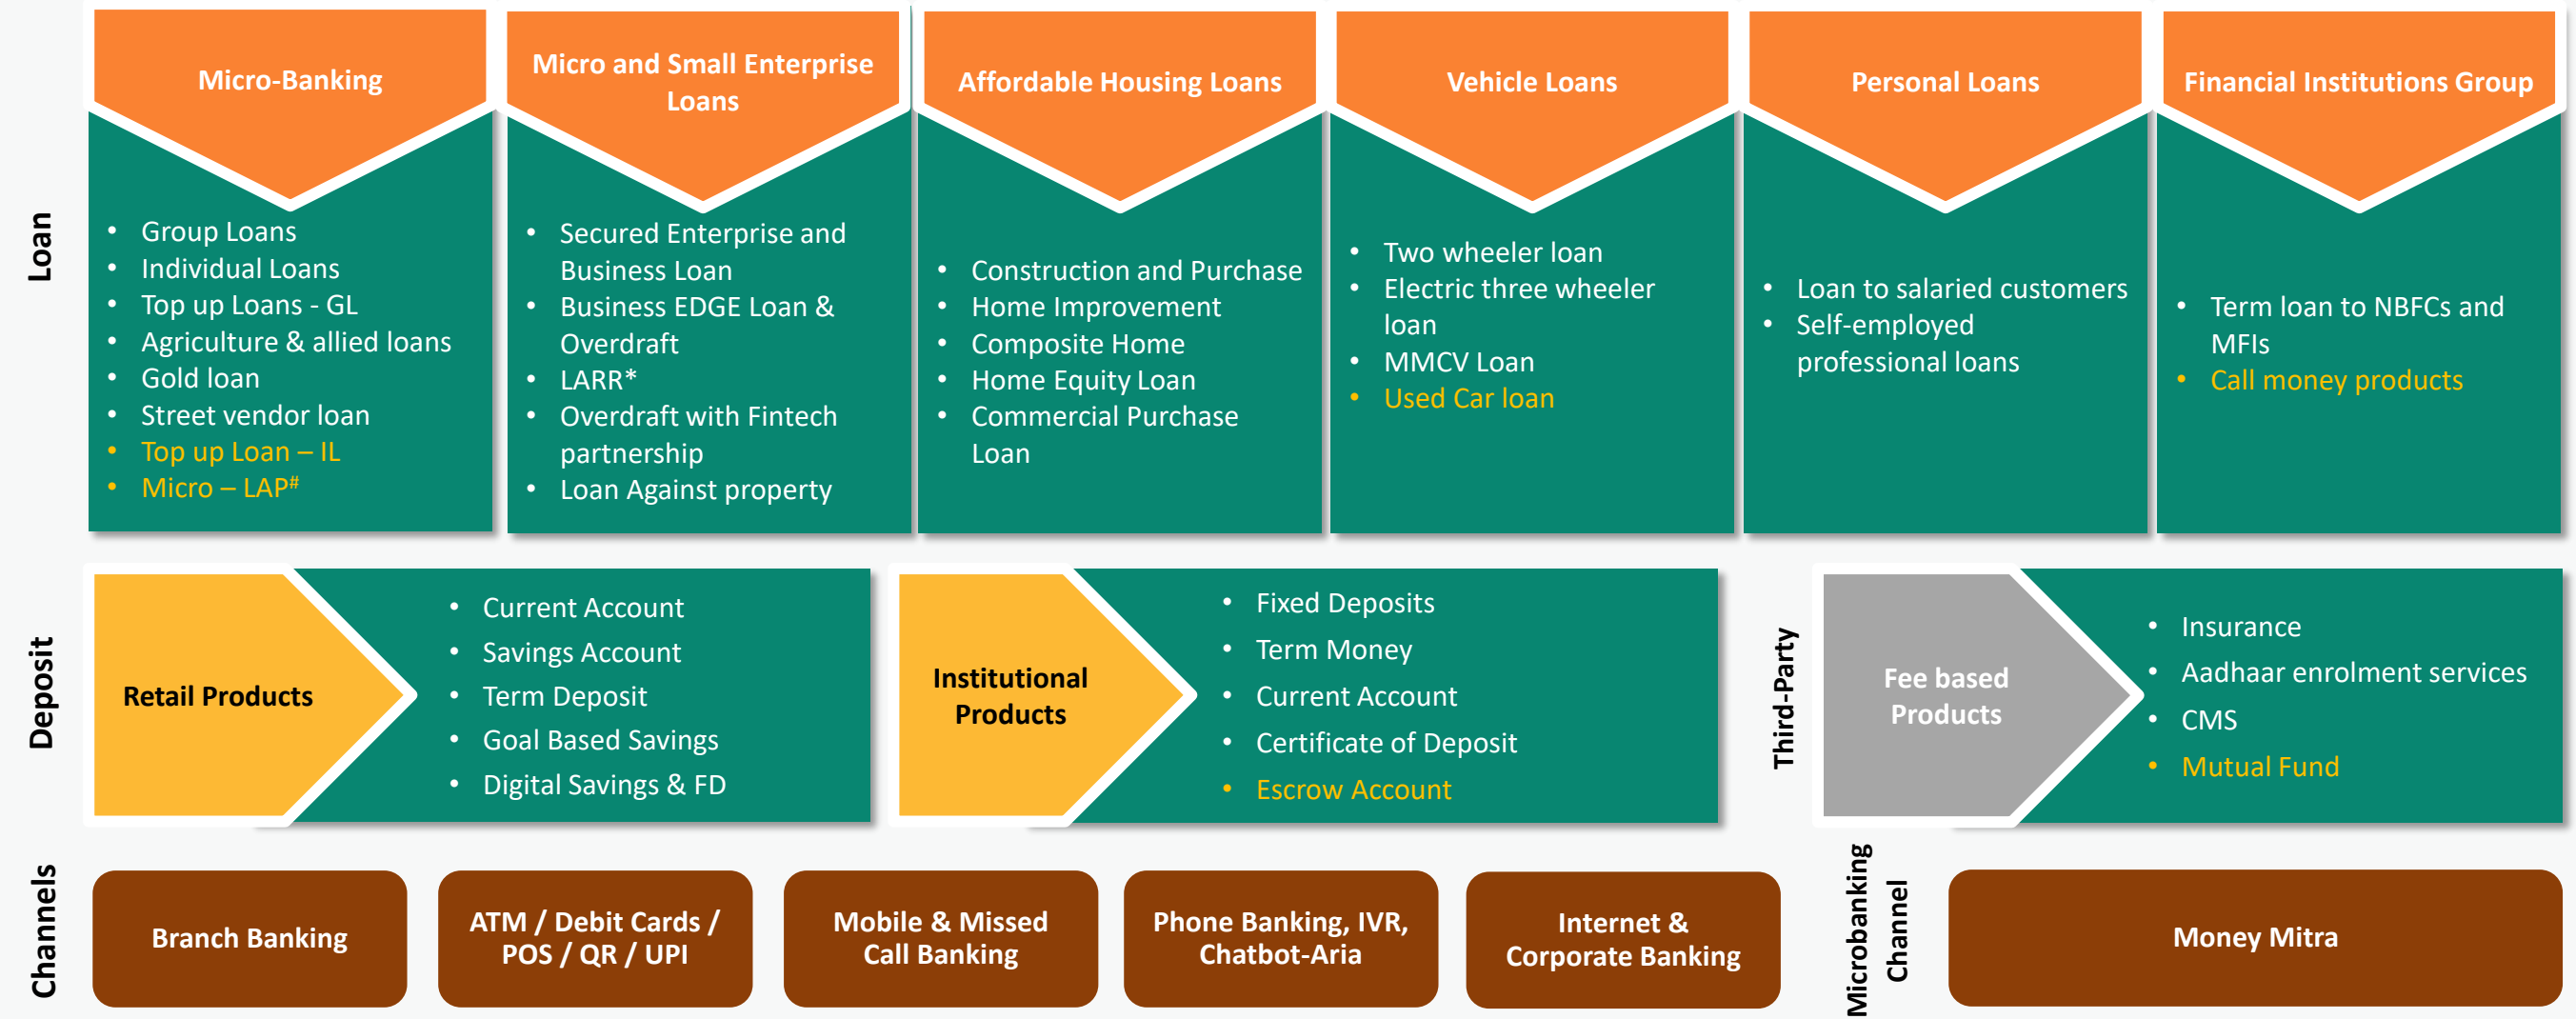 Loan
Micro-Banking
• Group Loans
• Individual Loans
• Top up Loans - GL
• Agriculture & allied loans
• Gold loan
• Street vendor loan
• Top up Loan – IL
• Micro – LAP#
Micro and Small Enterprise
Loans
• Secured Enterprise and
Business Loan
• Business EDGE Loan &
Overdraft
• LARR*
• Overdraft with Fintech
partnership
• Loan Against property
Affordable Housing Loans
• Construction and Purchase
• Home Improvement
• Composite Home
• Home Equity Loan
• Commercial Purchase
Loan
Vehicle Loans
• Two wheeler loan
• Electric three wheeler
loan
• MMCV Loan
• Used Car loan
Personal Loans
• Loan to salaried customers
• Self-employed
professional loans
Financial Institutions Group
• Term loan to NBFCs and
MFIs
• Call money products
Deposit
Retail Products
• Current Account
• Savings Account
• Term Deposit
• Goal Based Savings
• Digital Savings & FD
Institutional
Products
• Fixed Deposits
• Term Money
• Current Account
• Certificate of Deposit
• Escrow Account
Third-Party
Fee based
Products
• Insurance
• Aadhaar enrolment services
• CMS
• Mutual Fund
Channels
Branch Banking
ATM / Debit Cards /
POS / QR / UPI
Mobile & Missed
Call Banking
Phone Banking, IVR,
Chatbot-Aria
Internet &
Corporate Banking
Microbanking
Channel
Money Mitra